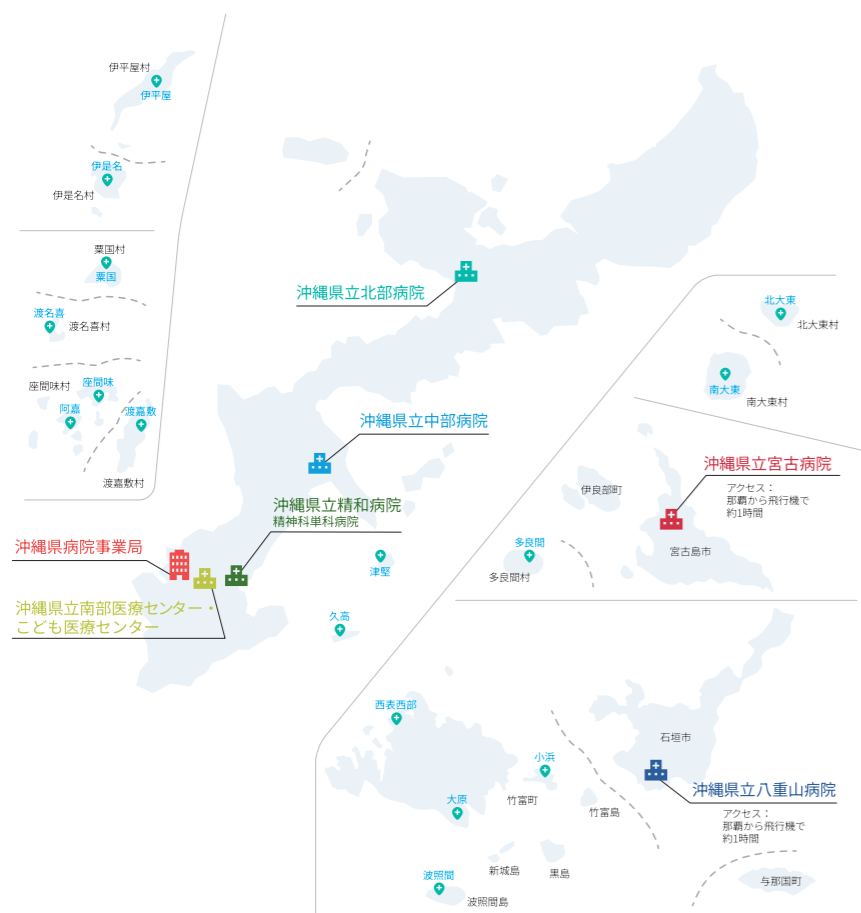 伊平屋村
伊平屋
伊是名
伊是名村
粟国村
粟国
渡名喜
渡名喜村
座間味村
座間味
阿嘉
渡嘉敷
渡嘉敷村
沖縄県立北部病院
沖縄県立中部病院
沖縄県立精和病院
精神科単科病院
沖縄県病院事業局
沖縄県立南部医療センター・
こども医療センター
津堅
久高
北大東
北大東村
南大東
南大東村
沖縄県立宮古病院
アクセス：
那覇から飛行機で
約1時間
伊良部町
宮古島市
多良間
多良間村
西表西部
小浜
大原
竹富町
竹富島
石垣市
沖縄県立八重山病院
アクセス：
那覇から飛行機で
約1時間
新城島
黒島
波照間
波照間島
与那国町